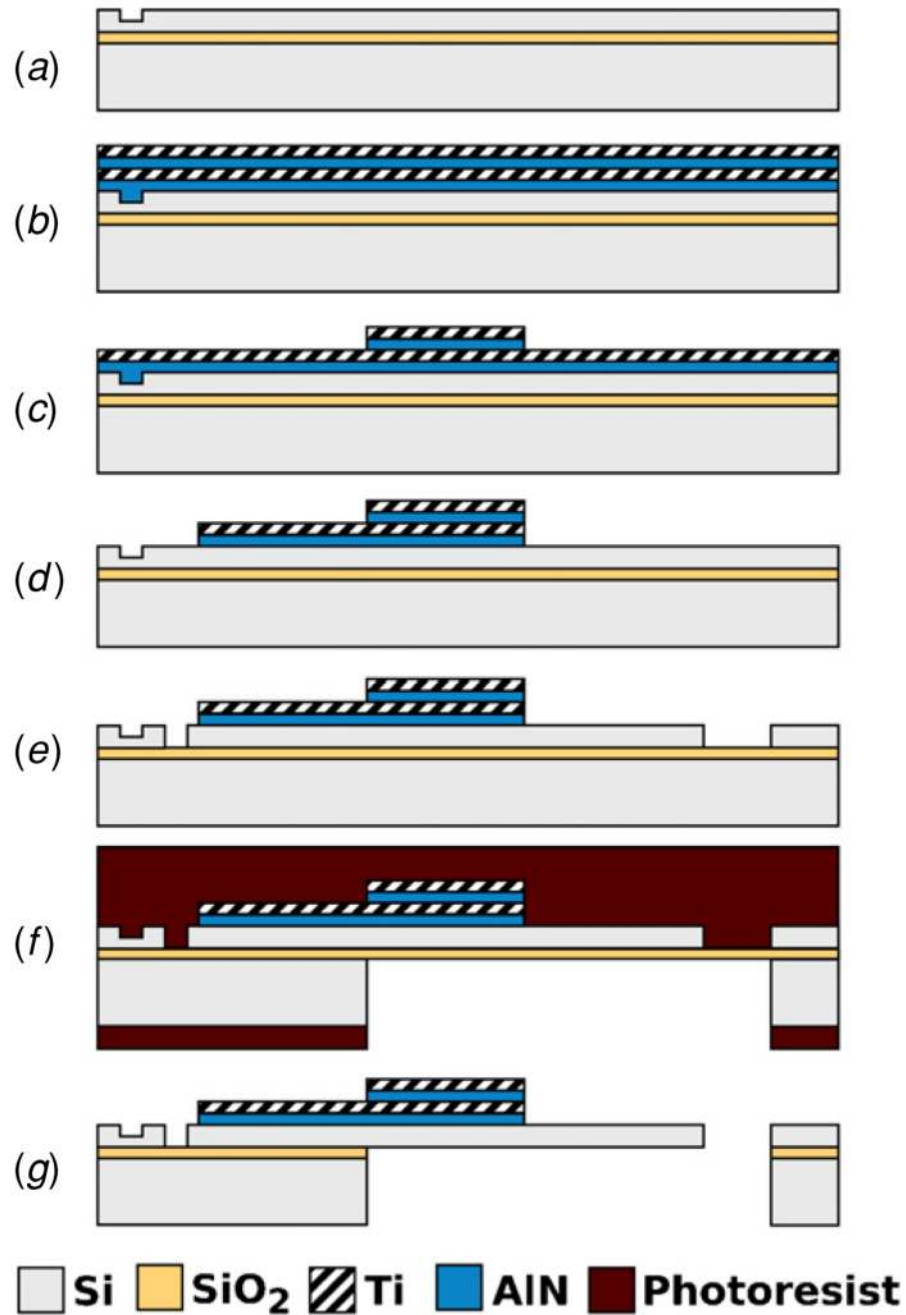 (a)
(b)
(c)
(d)
(e)
(f)
(g)
Si SiO₂ Ti AlN Photoresist